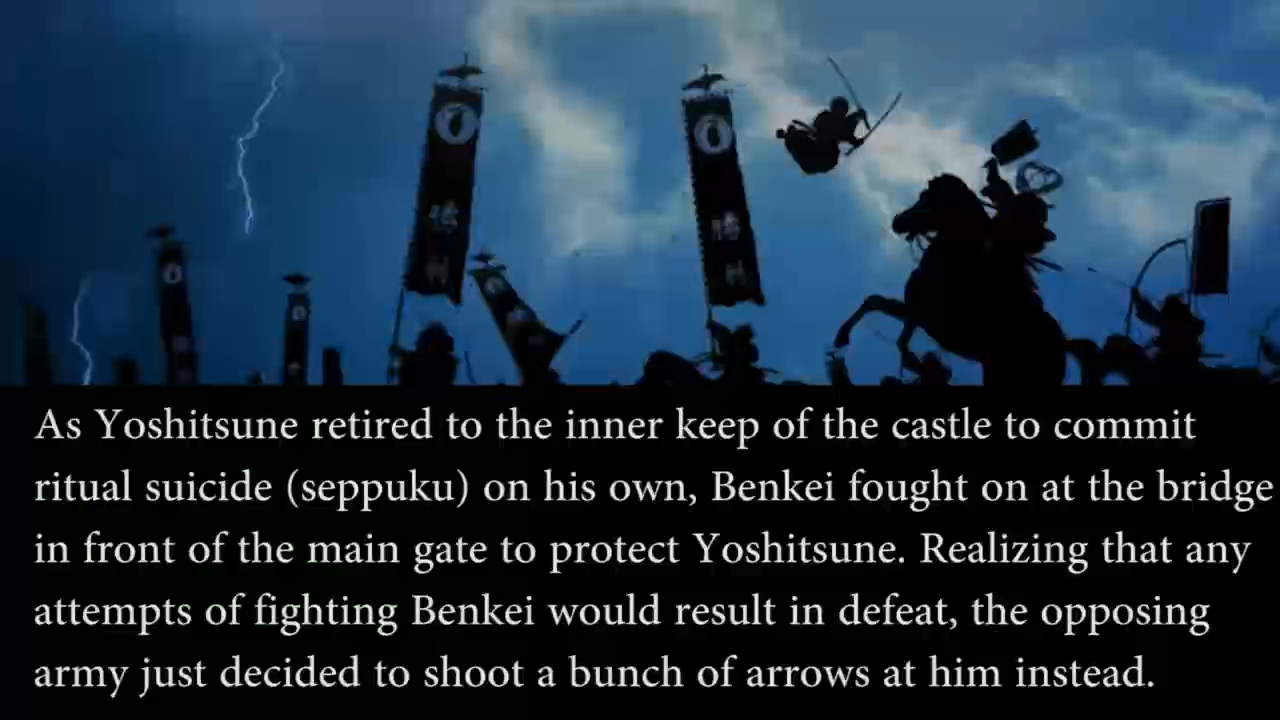 As Yoshitsune retired to the inner keep of the castle to commit
ritual suicide (seppuku) on his own, Benkei fought on at the bridge
in front of the main gate to protect Yoshitsune. Realizing that any
attempts of fighting Benkei would result in defeat, the opposing
army just decided to shoot a bunch of arrows at him instead.